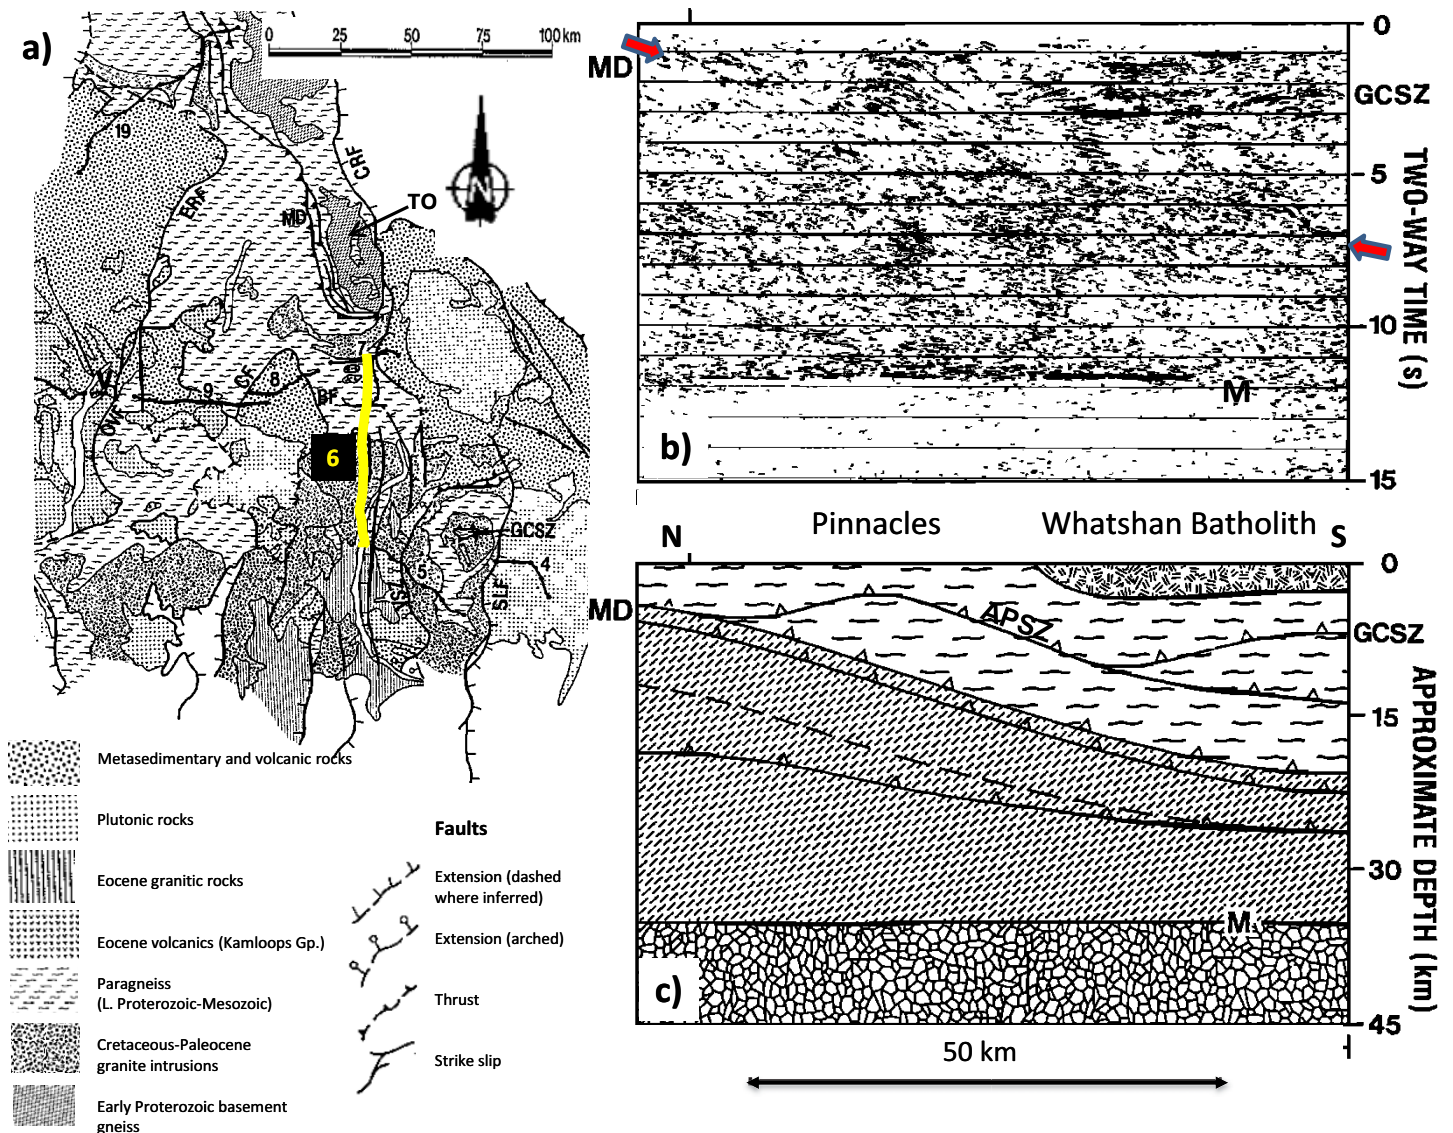 a)
0 25 50 75 100 km
19
CRF
ERF
MD
TO
N
7
V
9
CF
8
BF
OVF
6
GCSZ
4
5
SLF
Metasedimentary and volcanic rocks
Plutonic rocks
Eocene granitic rocks
Eocene volcanics (Kamloops Gp.)
Paragneiss
(L. Proterozoic-Mesozoic)
Cretaceous-Paleocene
granite intrusions
Early Proterozoic basement
gneiss
Faults
Extension (dashed
where inferred)
Extension (arched)
Thrust
Strike slip
MD
0
GCSZ
5
10
15
TWO-WAY TIME (s)
M
b)
N
Pinnacles
Whatshan Batholith
S
MD
APSZ
GCSZ
0
15
30
45
APPROXIMATE DEPTH (km)
M
c)
50 km